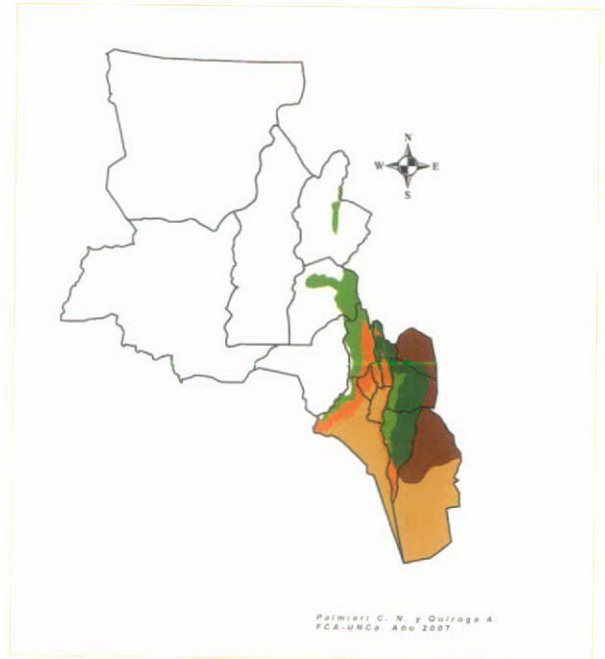 N
W E
S
Palmieri C. N. y Quiroga A.
FCA-UNCa. Año 2007